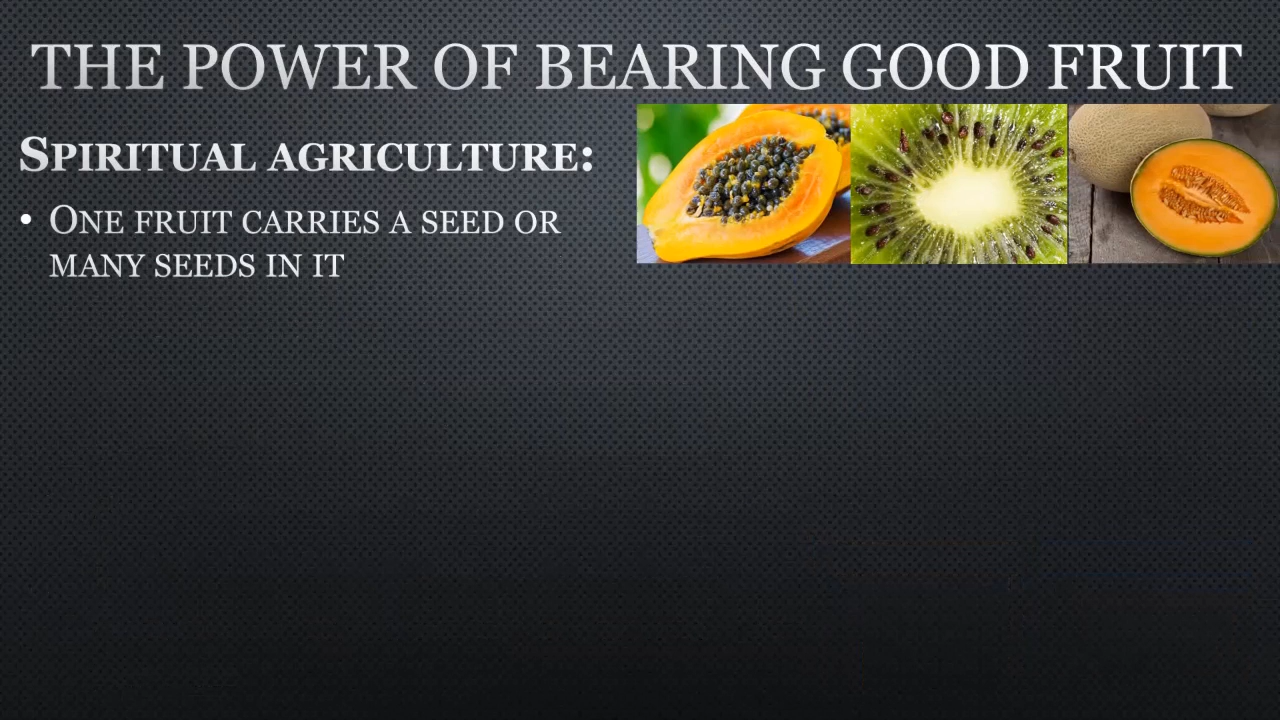 THE POWER OF BEARING GOOD FRUIT
SPIRITUAL AGRICULTURE:
• ONE FRUIT CARRIES A SEED OR
MANY SEEDS IN IT